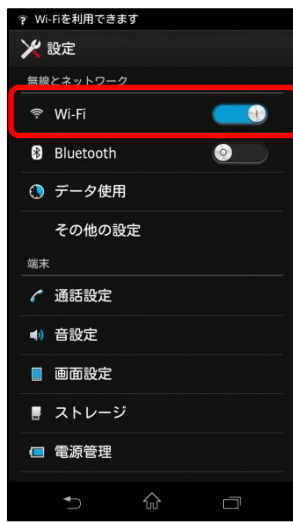 Wi-Fiを利用できます
設定
無線とネットワーク
Wi-Fi
Bluetooth
データ使用
その他の設定
端末
通話設定
音設定
画面設定
ストレージ
電源管理